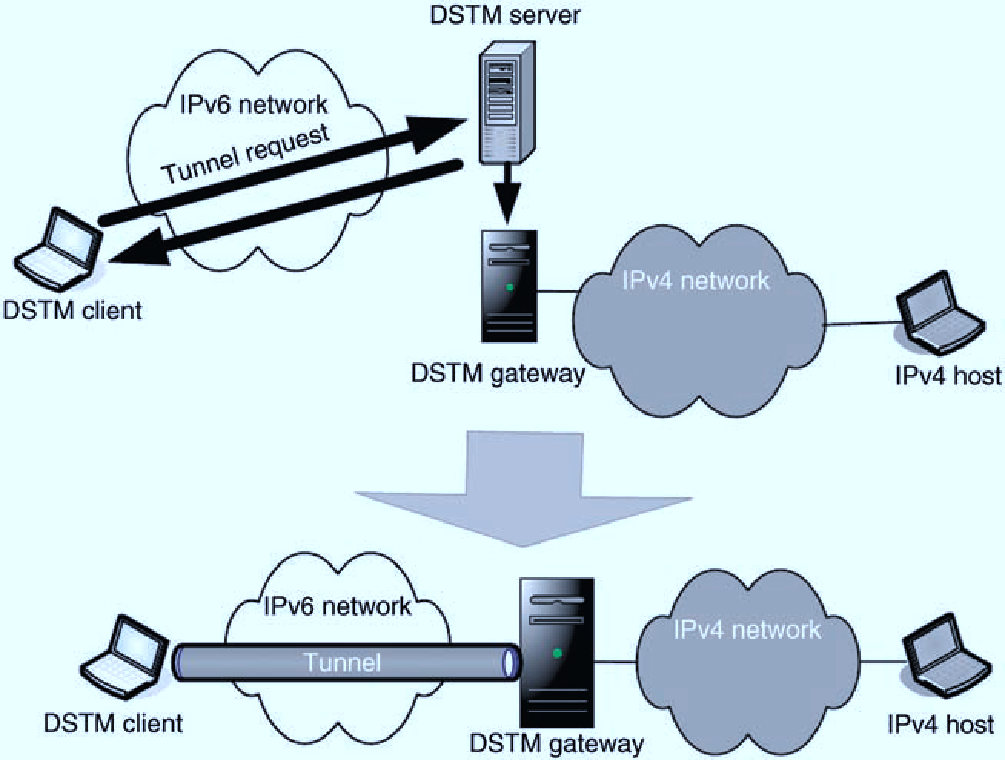 DSTM server
IPv6 network
Tunnel request
DSTM client
IPv4 network
DSTM gateway
IPv4 host
IPv6 network
Tunnel
IPv4 network
DSTM client
DSTM gateway
IPv4 host